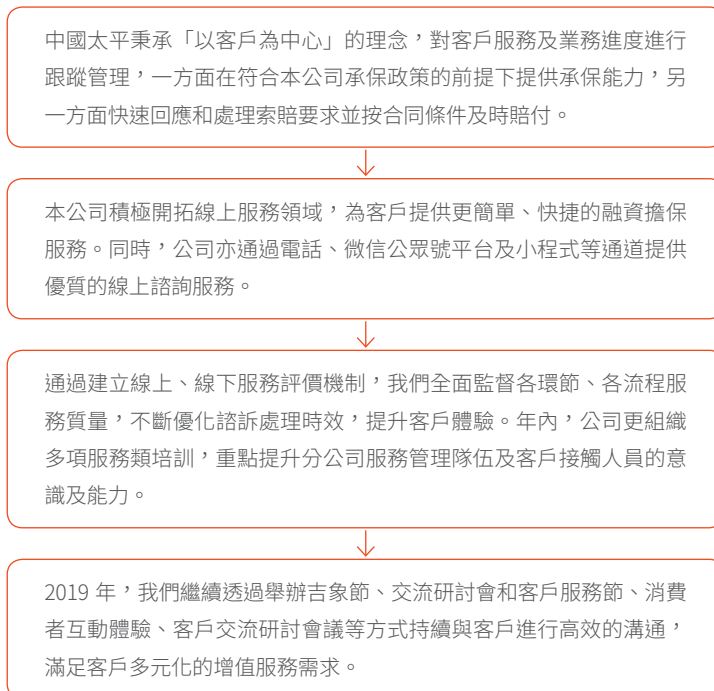 中國太平秉承「以客戶為中心」的理念，對客戶服務及業務進度進行
跟蹤管理，一方面在符合本公司承保政策的前提下提供承保能力，另
一方面快速回應和處理索賠要求並按合同條件及時賠付。
本公司積極開拓線上服務領域，為客戶提供更簡單、快捷的融資擔保
服務。同時，公司亦通過電話、微信公眾號平台及小程式等通道提供
優質的線上諮詢服務。
通過建立線上、線下服務評價機制，我們全面監督各環節、各流程服
務質量，不斷優化諮訴處理時效，提升客戶體驗。年內，公司更組織
多項服務類培訓，重點提升分公司服務管理隊伍及客戶接觸人員的意
識及能力。
2019 年，我們繼續透過舉辦吉象節、交流研討會和客戶服務節、消費
者互動體驗、客戶交流研討會議等方式持續與客戶進行高效的溝通，
滿足客戶多元化的增值服務需求。